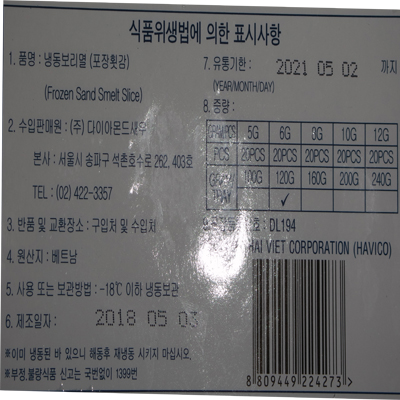 식품위생법에 의한 표시사항
1. 품명 : 냉동보리멸 (포장횟감)
(Frozen Sand Smelt Slice)
2. 수입판매원 : (주) 다이아몬드새우
본사 : 서울시 송파구 석촌호수로 262, 403호
TEL : (02) 422-3357
3. 반품 및 교환장소 : 구입처 및 수입처
4. 원산지 : 베트남
5. 사용 또는 보관방법 : -18℃ 이하 냉동보관
6. 제조일자 : 2018 05 03
※이미 냉동된 바 있으니 해동후 재냉동 시키지 마십시오.
※부정.불량식품 신고는 국번없이 1399번
7. 유통기한 : 2021 05 02 까지
(YEAR/MONTH/DAY)
8. 중량 :
GRM/PCS 5G 6G 8G 10G 12G
PCS 20PCS 20PCS 20PCS 20PCS 20PCS
GRAM 100G 120G 160G 200G 240G
TRAY ✓
DL194
HAI VIET CORPORATION (HAVICO)
8 809449 224273